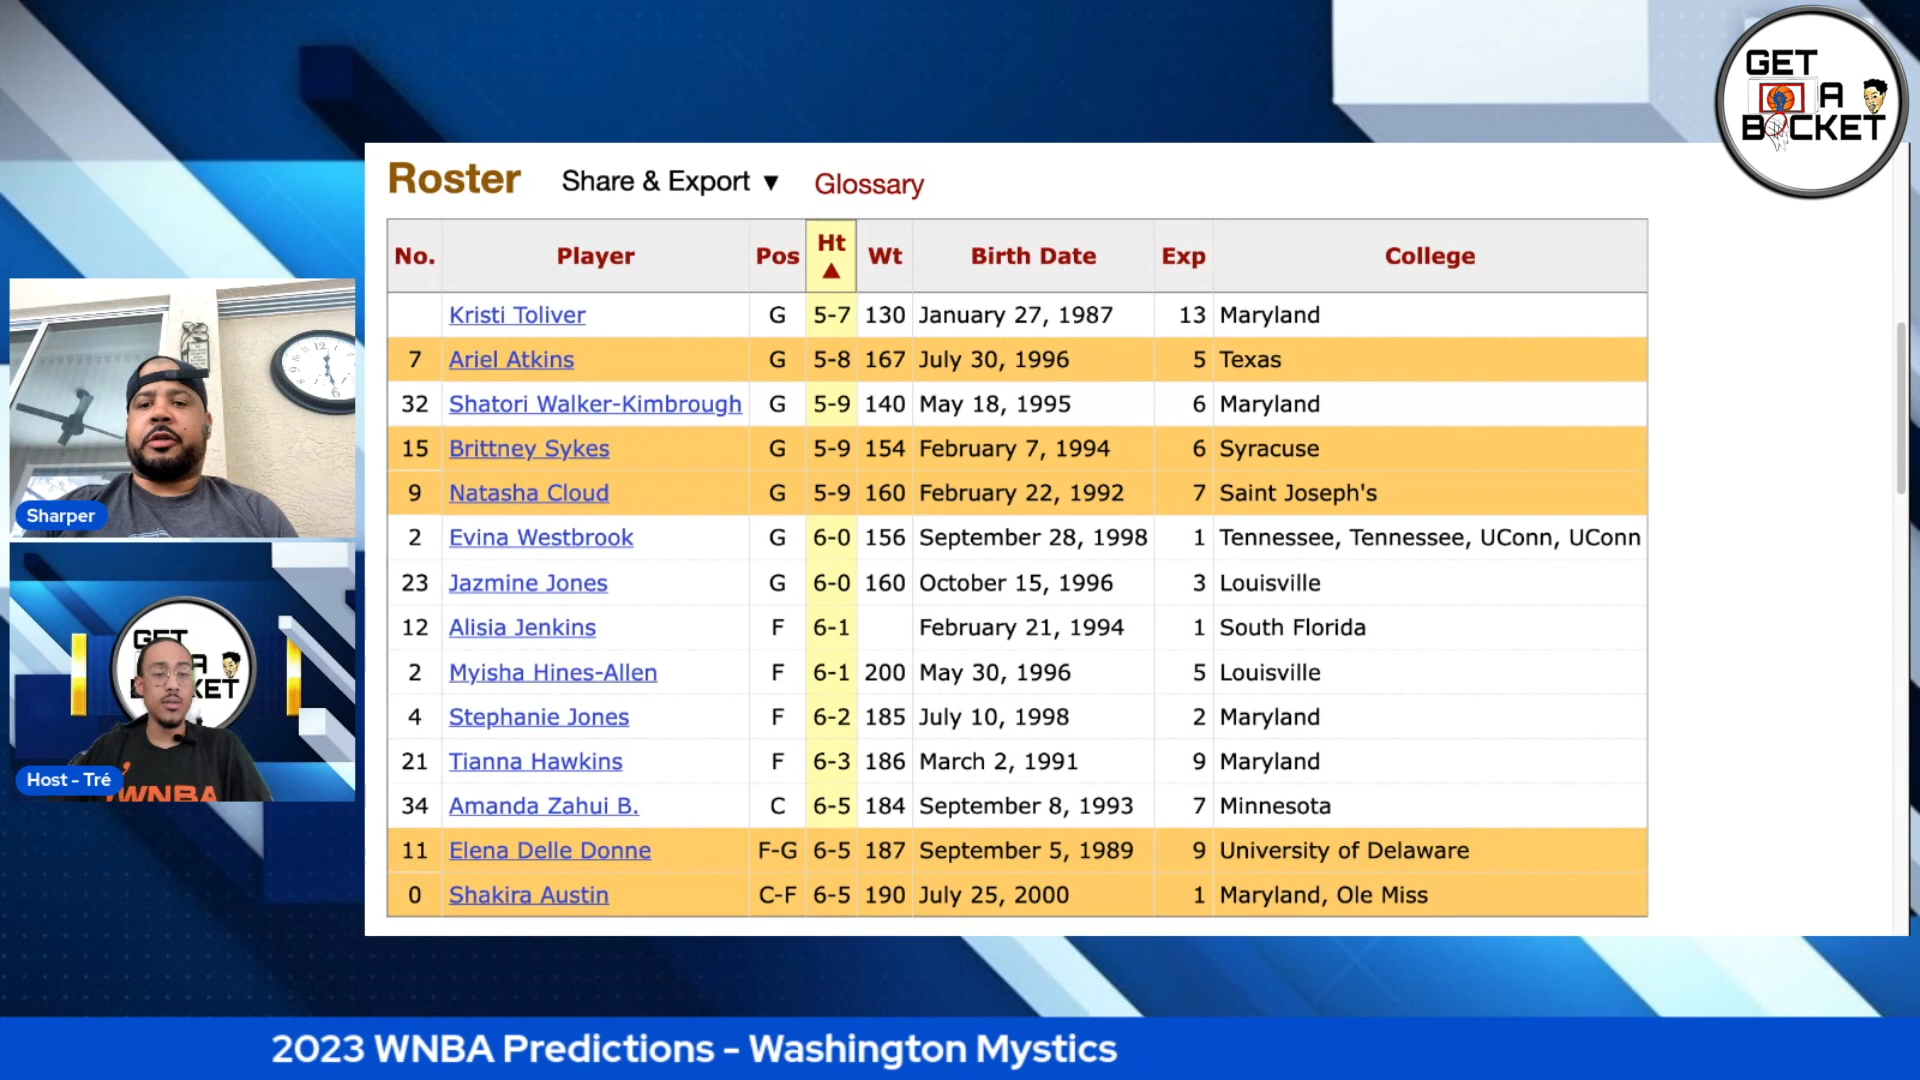 GET
A
BUCKET
Roster Share & Export ▼ Glossary
No. Player Pos Ht ▲ Wt Birth Date Exp College
Kristi Toliver G 5-7 130 January 27, 1987 13 Maryland
7 Ariel Atkins G 5-8 167 July 30, 1996 5 Texas
32 Shatori Walker-Kimbrough G 5-9 140 May 18, 1995 6 Maryland
15 Brittney Sykes G 5-9 154 February 7, 1994 6 Syracuse
9 Natasha Cloud G 5-9 160 February 22, 1992 7 Saint Joseph's
2 Evina Westbrook G 6-0 156 September 28, 1998 1 Tennessee, Tennessee, UConn, UConn
23 Jazmine Jones G 6-0 160 October 15, 1996 3 Louisville
12 Alisia Jenkins F 6-1 February 21, 1994 1 South Florida
2 Myisha Hines-Allen F 6-1 200 May 30, 1996 5 Louisville
4 Stephanie Jones F 6-2 185 July 10, 1998 2 Maryland
21 Tianna Hawkins F 6-3 186 March 2, 1991 9 Maryland
34 Amanda Zahui B. C 6-5 184 September 8, 1993 7 Minnesota
11 Elena Delle Donne F-G 6-5 187 September 5, 1989 9 University of Delaware
0 Shakira Austin C-F 6-5 190 July 25, 2000 1 Maryland, Ole Miss
Sharper
GET
A
Host - Tré
WNBA
2023 WNBA Predictions - Washington Mystics